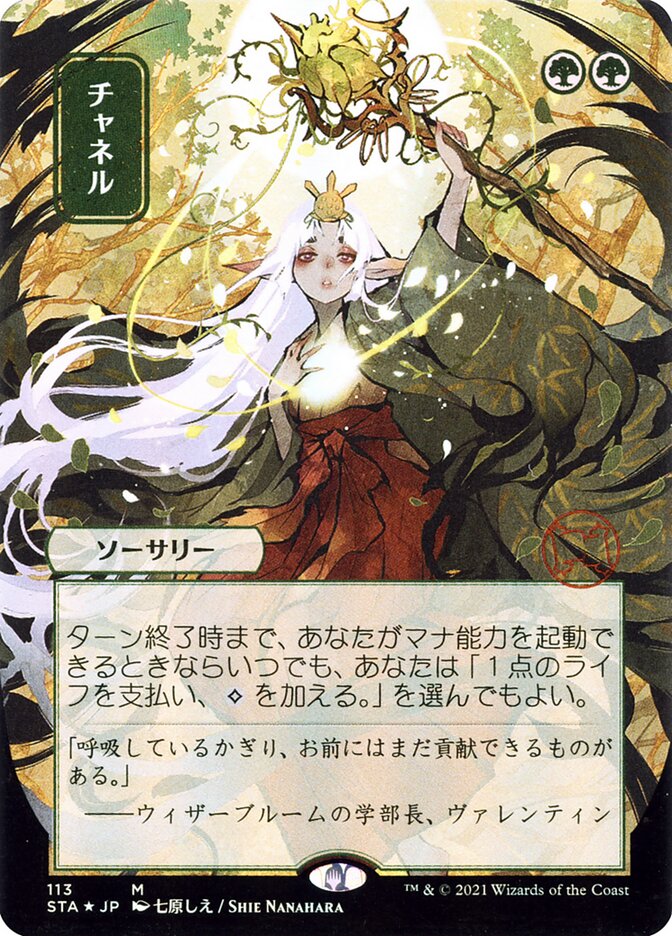 チャネル
ソーサリー
ターン終了時まで、あなたがマナ能力を起動で
きるときならいつでも、あなたは「１点のライ
フを支払い、 を加える。」を選んでもよい。
「呼吸しているかぎり、お前にはまだ貢献できるものが
ある。」
――ウィザーブルームの学部長、ヴァレンティン
113 M
STA ★ JP 七原しえ / SHIE NANAHARA
™ & © 2021 Wizards of the Coast